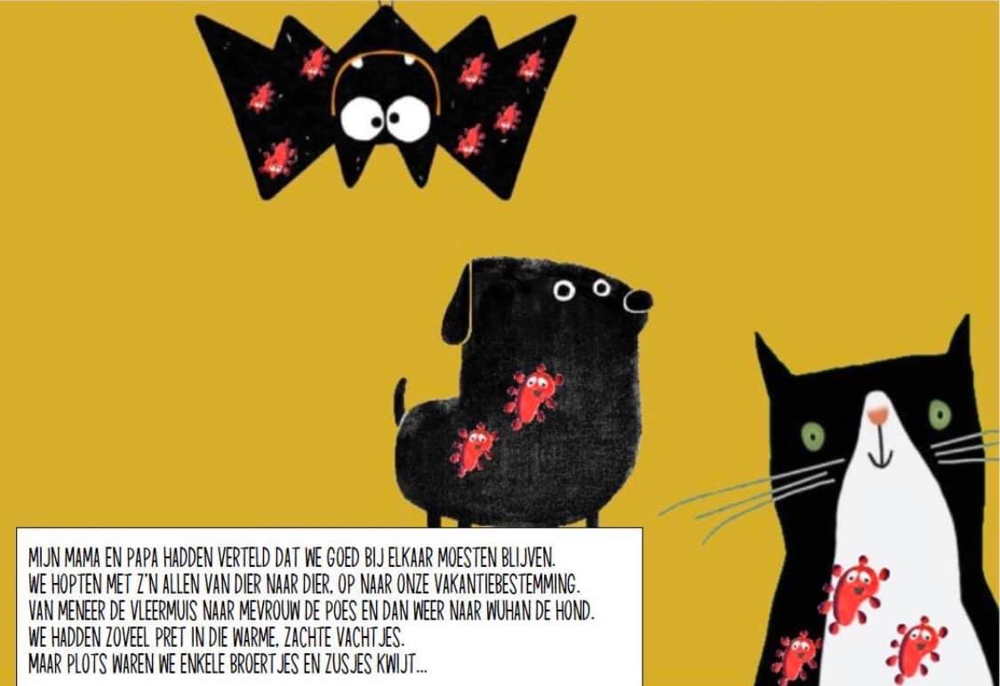 MIJN MAMA EN PAPA HADDEN VERTELD DAT WE GOED BIJ ELKAAR MOESTEN BLIJVEN.
WE HOPTEN MET Z'N ALLEN VAN DIER NAAR DIER, OP NAAR ONZE VAKANTIEBESTEMMING.
VAN MENEER DE VLEERMUIS NAAR MEVROUW DE POES EN DAN WEER NAAR WUHAN DE HOND.
WE HADDEN ZOVEEL PRET IN DIE WARME, ZACHTE VACHTJES.
MAAR PLOTS WAREN WE ENKELE BROERTJES EN ZUSJES KWIJT...